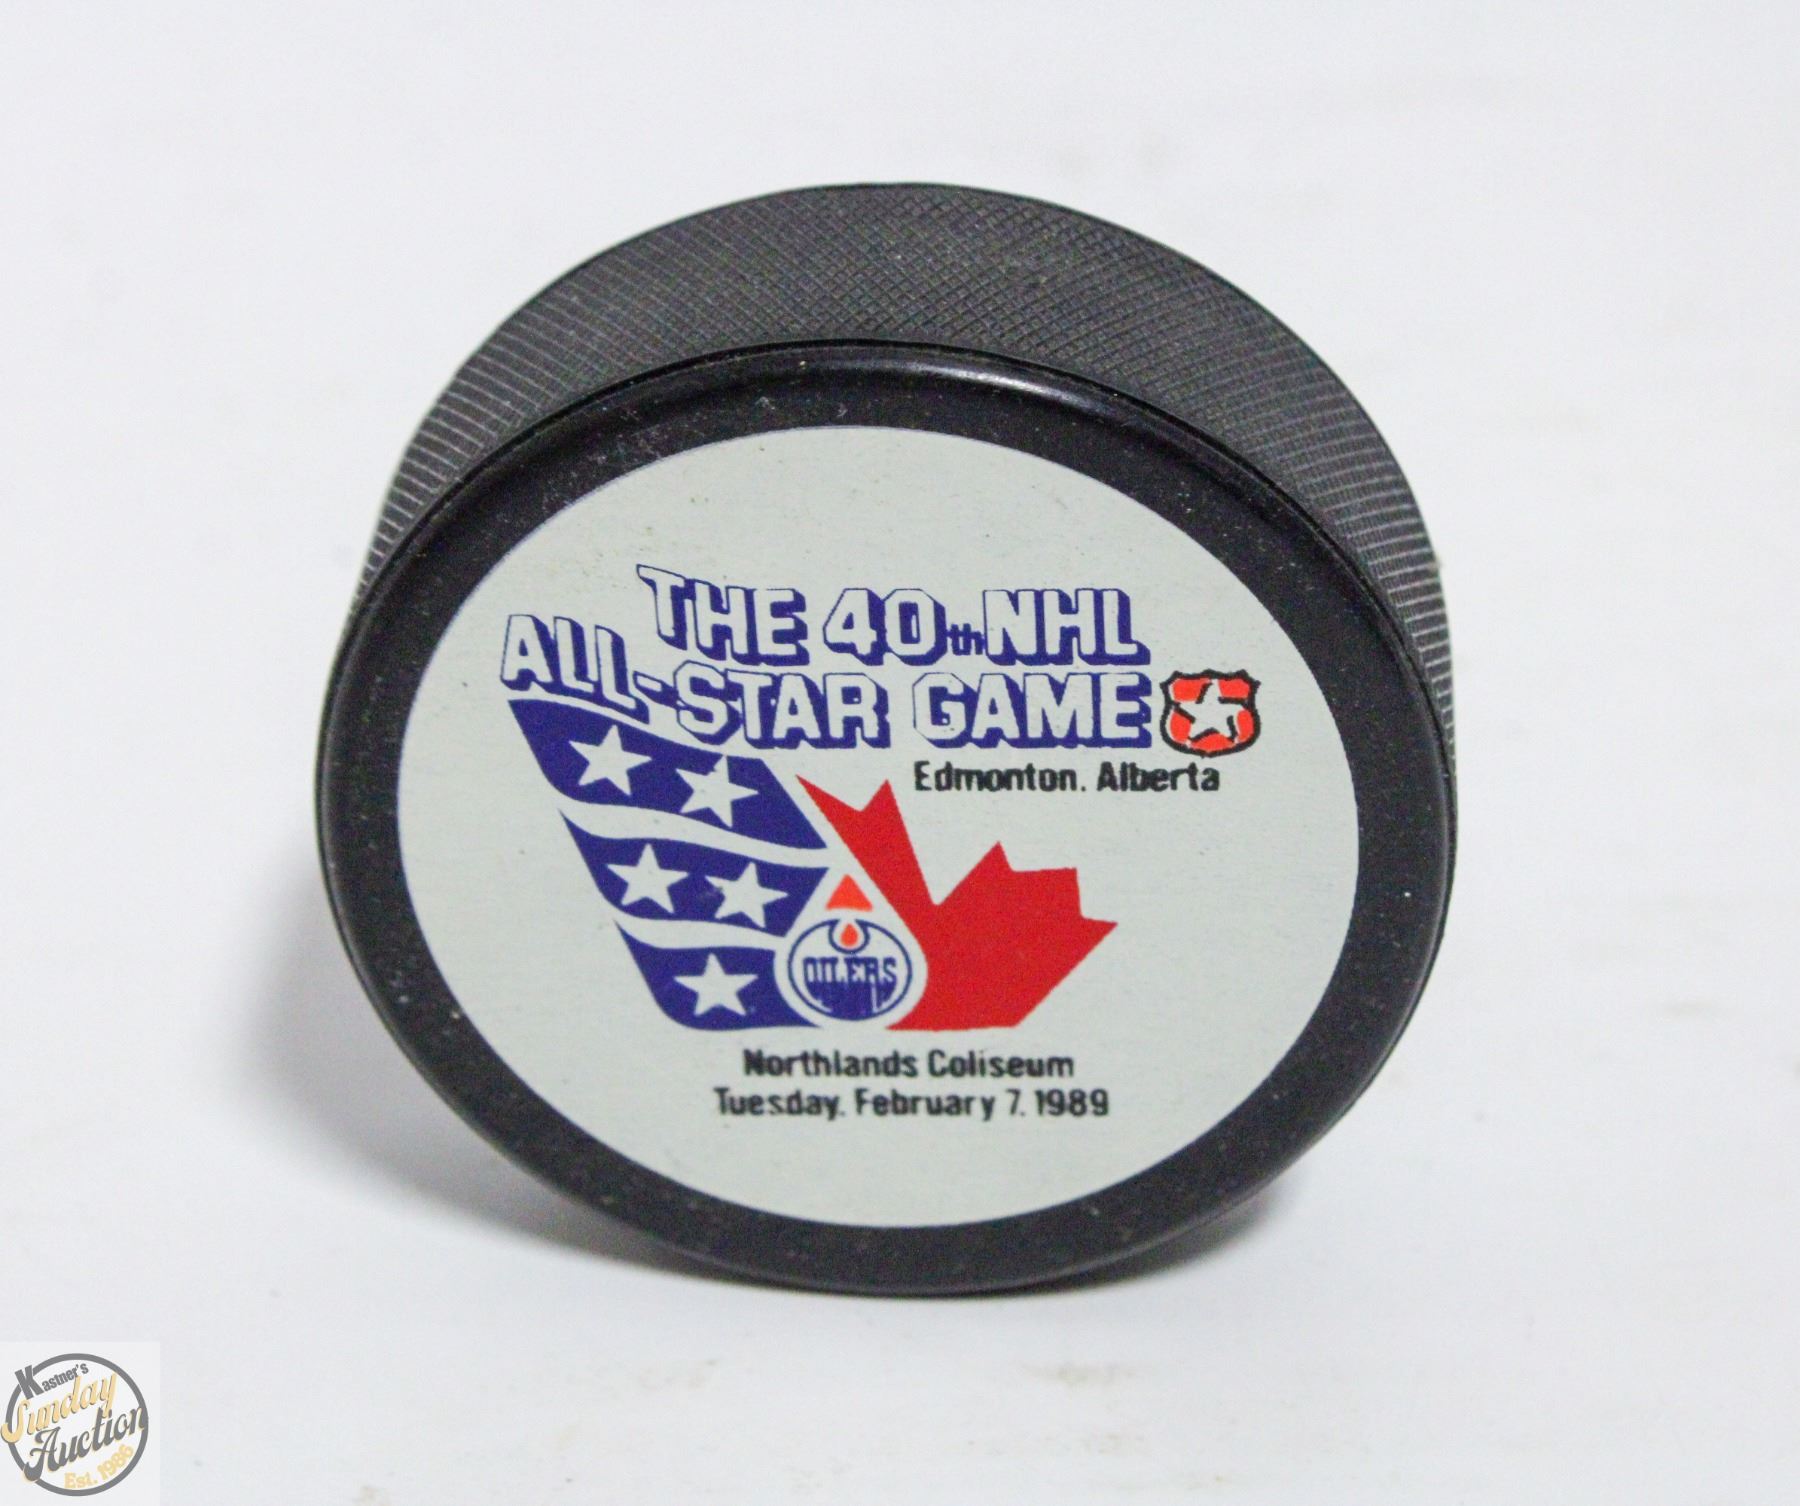 THE 40th NHL
ALL-STAR GAME
Edmonton, Alberta
OILERS
Northlands Coliseum
Tuesday, February 7, 1989
Kastner's
Sunday
Auction
Est. 1986